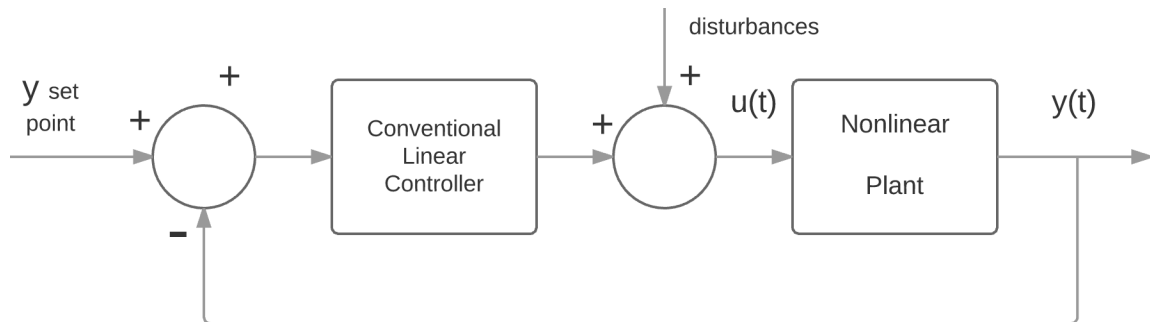 disturbances
+
+
y set
point
+
+
u(t)
y(t)
Conventional
Linear
Controller
Nonlinear
Plant
-